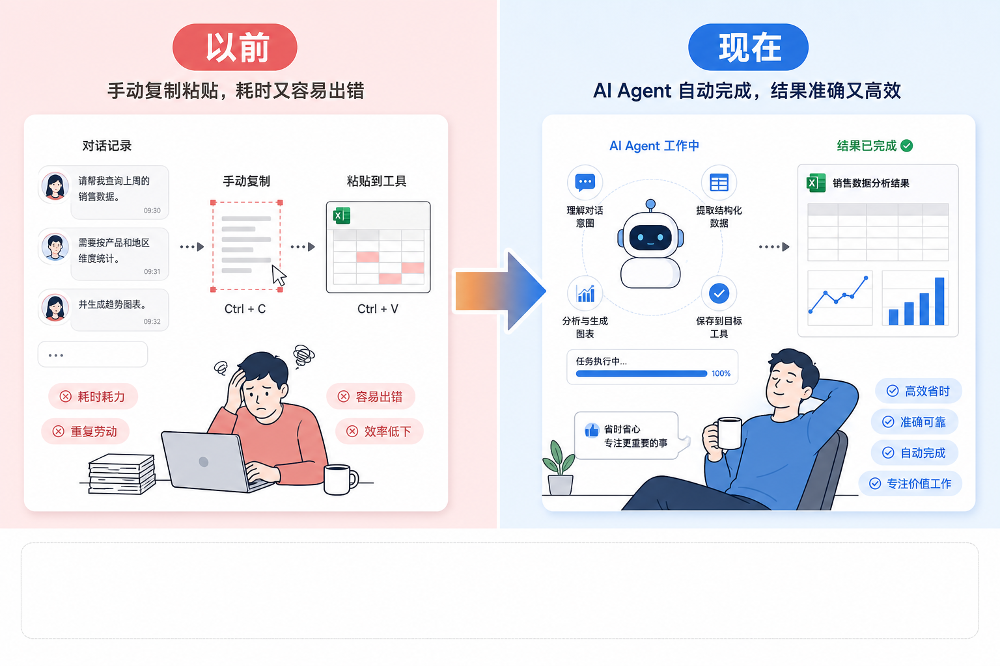 以前
手动复制粘贴，耗时又容易出错
对话记录
请帮我查询上周的
销售数据。
09:30
需要按产品和地区
维度统计。
09:31
并生成趋势图表。
09:32
...
手动复制
Ctrl + C
粘贴到工具
X
Ctrl + V
耗时耗力
重复劳动
容易出错
效率低下
现在
AI Agent 自动完成，结果准确又高效
AI Agent 工作中
理解对话
意图
提取结构化
数据
分析与生成
图表
保存到目标
工具
结果已完成
X
销售数据分析结果
任务执行中...
100%
省时省心
专注更重要的事
高效省时
准确可靠
自动完成
专注价值工作